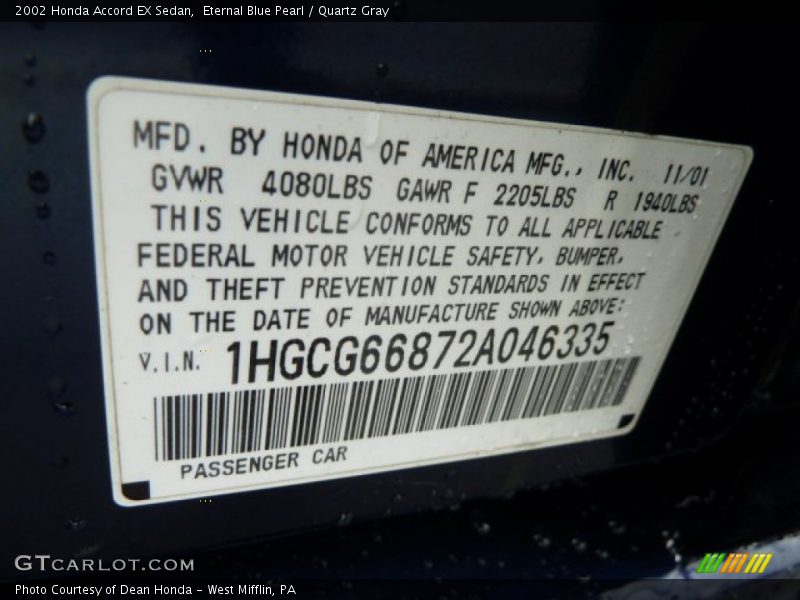 2002 Honda Accord EX Sedan,  Eternal Blue Pearl / Quartz Gray
MFD. BY HONDA OF AMERICA MFG., INC. 11/01
GVWR 4080LBS GAWR F 2205LBS R 1940LBS
THIS VEHICLE CONFORMS TO ALL APPLICABLE
FEDERAL MOTOR VEHICLE SAFETY, BUMPER,
AND THEFT PREVENTION STANDARDS IN EFFECT
ON THE DATE OF MANUFACTURE SHOWN ABOVE:
V.I.N. 1HGCG66872A046335
PASSENGER CAR
GTCARLOT.COM
Photo Courtesy of Dean Honda - West Mifflin, PA